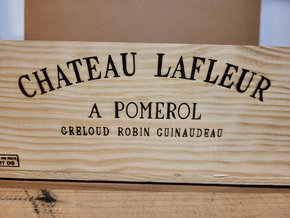 CHATEAU LAFLEUR
A POMEROL
GRELOUD ROBIN GUINAUDEAU